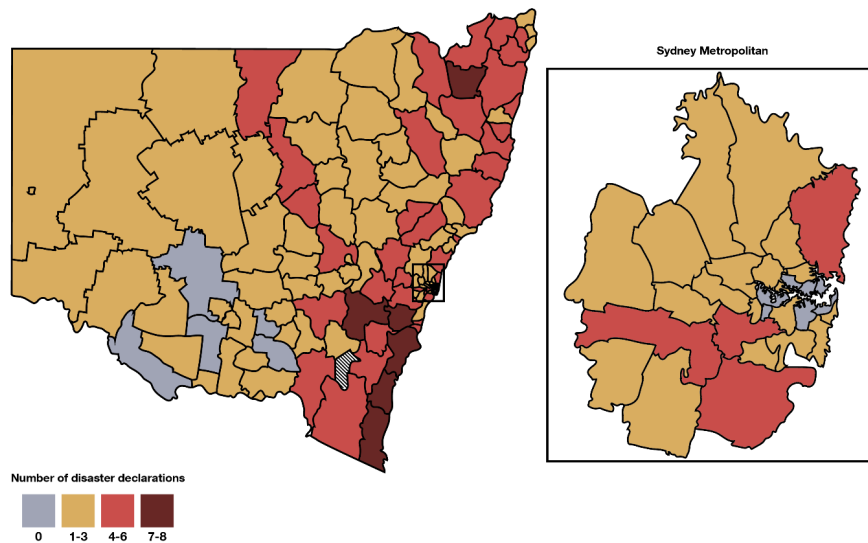 Sydney Metropolitan
Number of disaster declarations
0 1-3 4-6 7-8